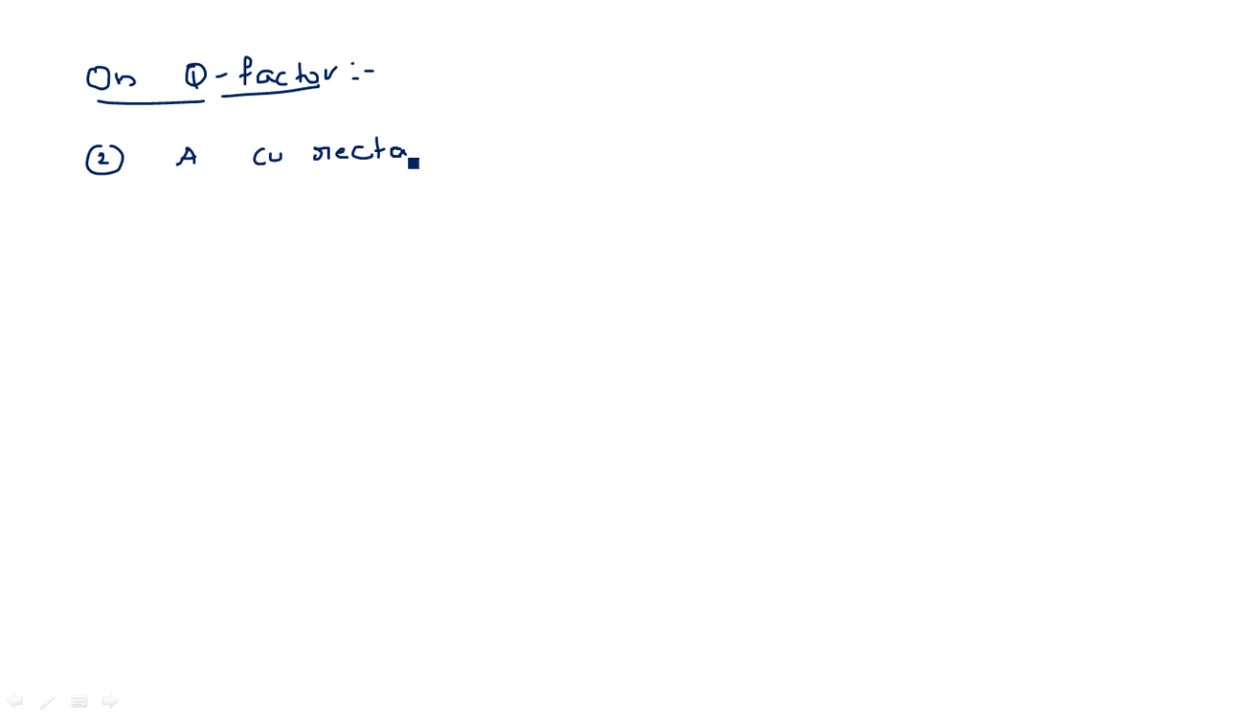 On Q-factor :-
(2) A cu recta